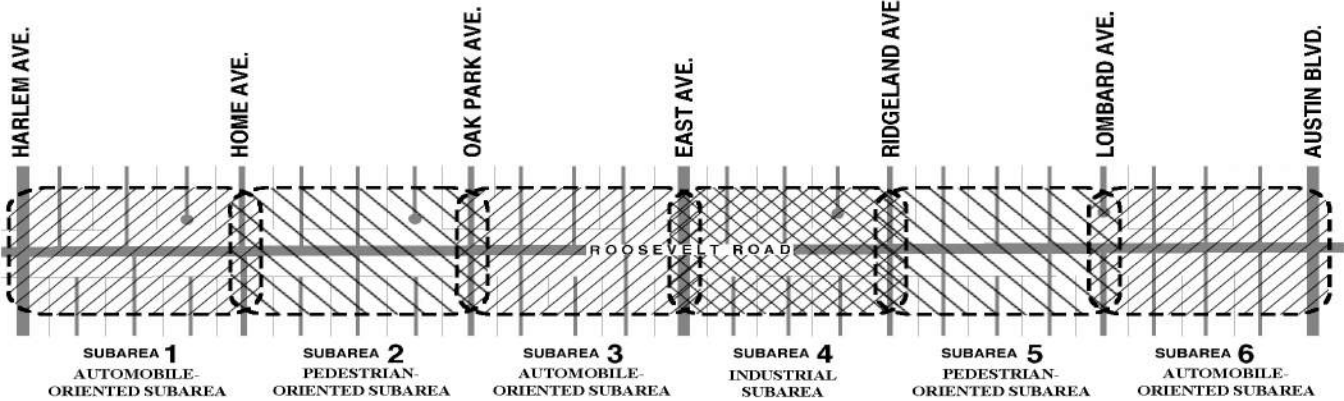 HARLEM AVE.
HOME AVE.
OAK PARK AVE.
EAST AVE.
RIDGELAND AVE
LOMBARD AVE.
AUSTIN BLVD.
ROOSEVELT ROAD
SUBAREA 1
AUTOMOBILE-
ORIENTED SUBAREA
SUBAREA 2
PEDESTRIAN-
ORIENTED SUBAREA
SUBAREA 3
AUTOMOBILE-
ORIENTED SUBAREA
SUBAREA 4
INDUSTRIAL
SUBAREA
SUBAREA 5
PEDESTRIAN-
ORIENTED SUBAREA
SUBAREA 6
AUTOMOBILE-
ORIENTED SUBAREA